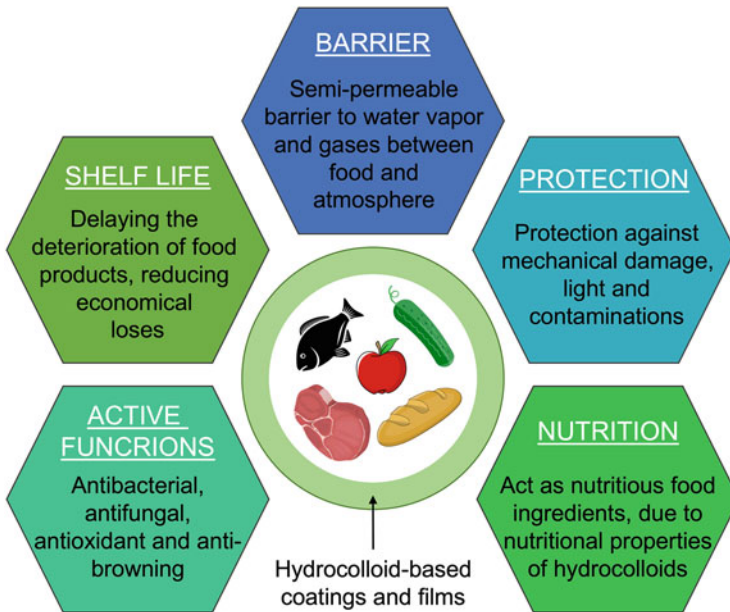 BARRIER
Semi-permeable
barrier to water vapor
and gases between
food and
atmosphere
SHELF LIFE
Delaying the
deterioration of food
products, reducing
economical
loses
PROTECTION
Protection against
mechanical damage,
light and
contaminations
ACTIVE
FUNCRIONS
Antibacterial,
antifungal,
antioxidant and anti-
browning
NUTRITION
Act as nutritious food
ingredients, due to
nutritional properties
of hydrocolloids
Hydrocolloid-based
coatings and films